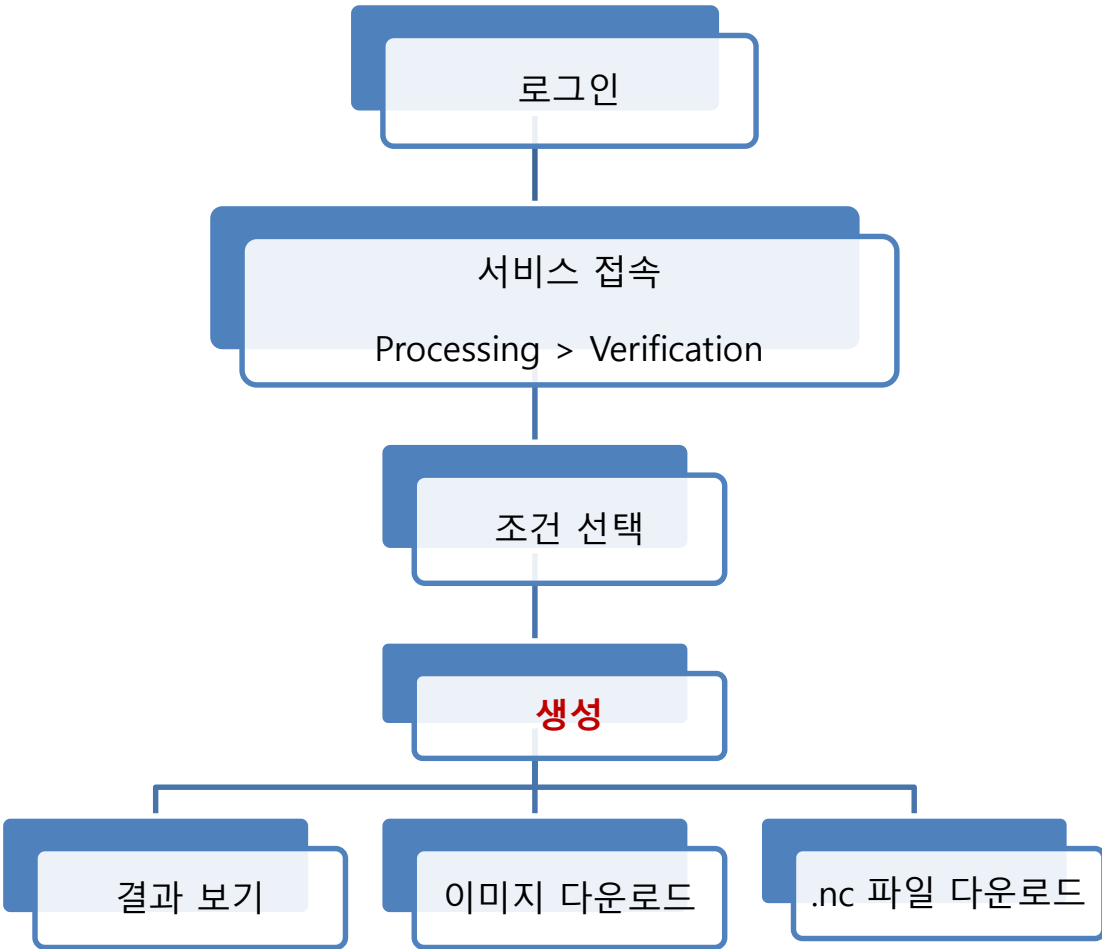 로그인
서비스 접속
Processing > Verification
조건 선택
생성
결과 보기
이미지 다운로드
.nc 파일 다운로드